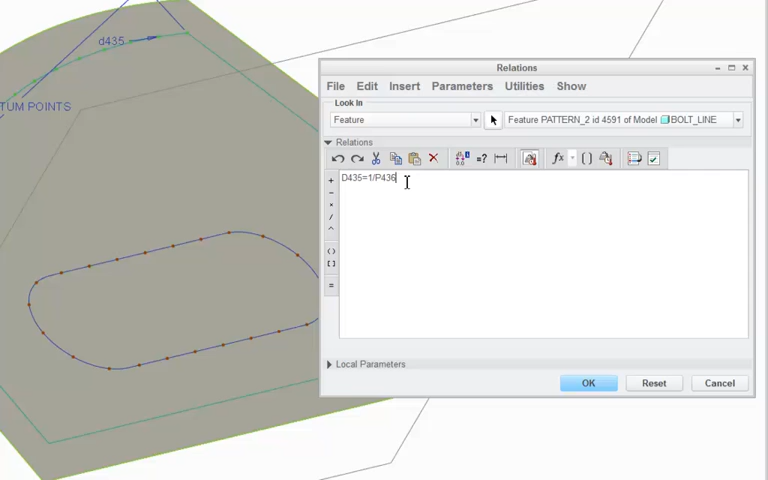 d435
TUM POINTS
Relations
File Edit Insert Parameters Utilities Show
Look In
Feature
Feature PATTERN_2 id 4591 of Model BOLT_LINE
Relations
D435=1/P436
Local Parameters
OK Reset Cancel